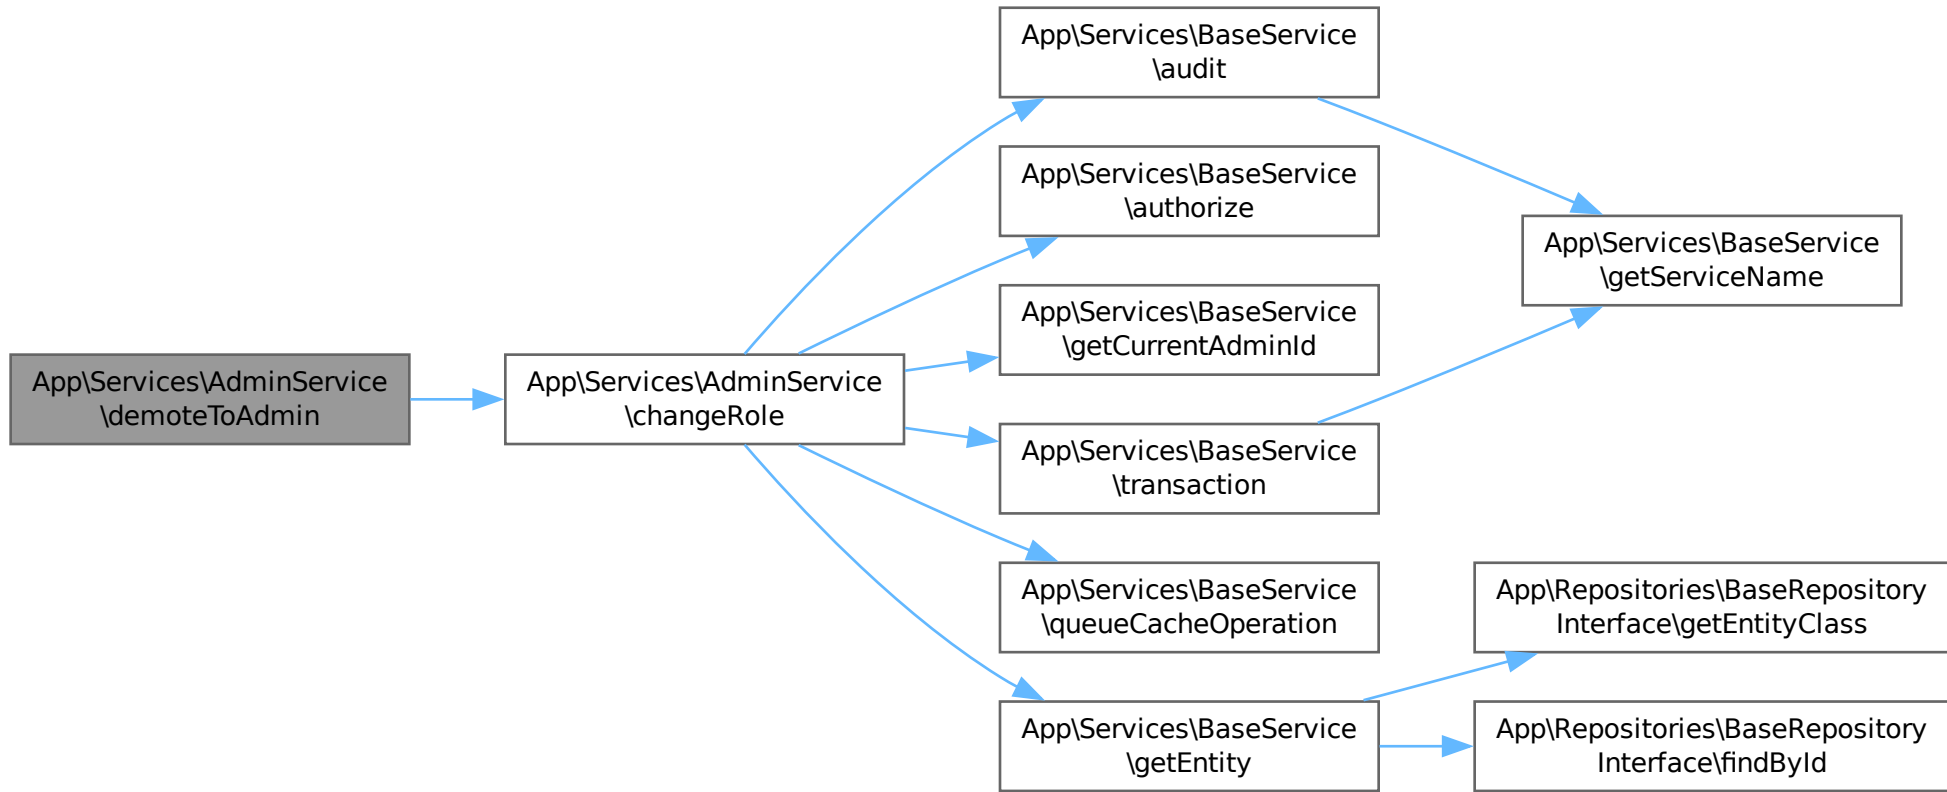 App\Services\AdminService
\demoteToAdmin
App\Services\AdminService
\changeRole
App\Services\BaseService
\audit
App\Services\BaseService
\authorize
App\Services\BaseService
\getCurrentAdminId
App\Services\BaseService
\transaction
App\Services\BaseService
\queueCacheOperation
App\Services\BaseService
\getEntity
App\Services\BaseService
\getServiceName
App\Repositories\BaseRepository
Interface\getEntityClass
App\Repositories\BaseRepository
Interface\findById